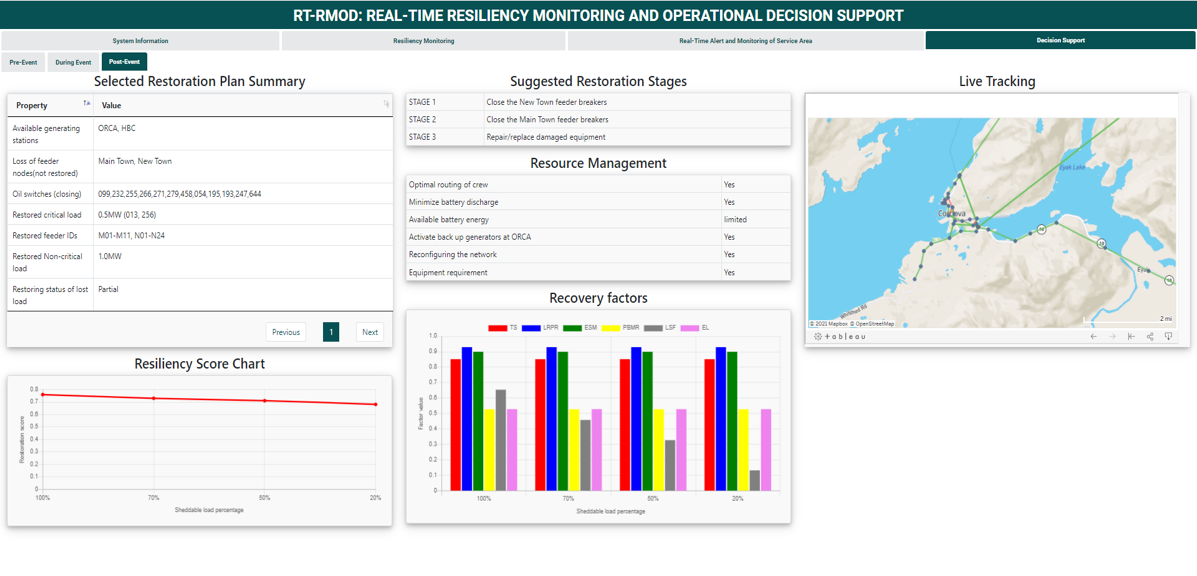 RT-RMOD: REAL-TIME RESILIENCY MONITORING AND OPERATIONAL DECISION SUPPORT
System Information
Resiliency Monitoring
Real-Time Alert and Monitoring of Service Area
Decision Support
Pre-Event
During Event
Post-Event
Selected Restoration Plan Summary
Property
Value
Available generating
stations
ORCA, HBC
Loss of feeder
nodes(not restored)
Main Town, New Town
Oil switches (closing)
099,232,255,266,271,279,458,054,195,193,247,644
Restored critical load
0.5MW (013, 256)
Restored feeder IDs
M01-M11, N01-N24
Restored Non-critical
load
1.0MW
Restoring status of lost
load
Partial
Previous
1
Next
Resiliency Score Chart
0.8
0.7
0.6
0.5
0.4
0.3
0.2
0.1
0
Restoration score
100%
70%
60%
20%
Sheddable load percentage
Suggested Restoration Stages
STAGE 1
Close the New Town feeder breakers
STAGE 2
Close the Main Town feeder breakers
STAGE 3
Repair/replace damaged equipment
Resource Management
Optimal routing of crew
Yes
Minimize battery discharge
Yes
Available battery energy
limited
Activate back up generators at ORCA
Yes
Reconfiguring the network
Yes
Equipment requirement
Yes
Recovery factors
TS
LRPR
ESM
PBMR
LSF
EL
1.0
0.9
0.8
0.7
0.6
0.5
0.4
0.3
0.2
0.1
0
Factor value
100%
70%
60%
20%
Sheddable load percentage
Live Tracking
Eyak Lake
Cordova
Eyak
Whitshed Rd
© 2021 Mapbox © OpenStreetMap
2 mi
+ableau